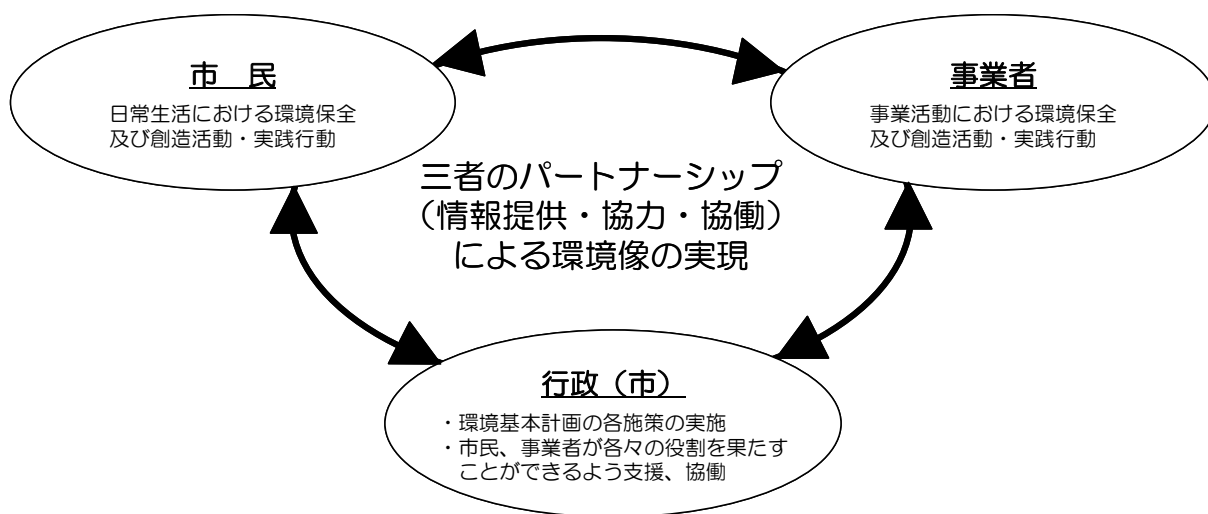 市　民
日常生活における環境保全
及び創造活動・実践行動
事業者
事業活動における環境保全
及び創造活動・実践行動
三者のパートナーシップ
（情報提供・協力・協働）
による環境像の実現
行政（市）
・環境基本計画の各施策の実施
・市民、事業者が各々の役割を果たす
ことができるよう支援、協働